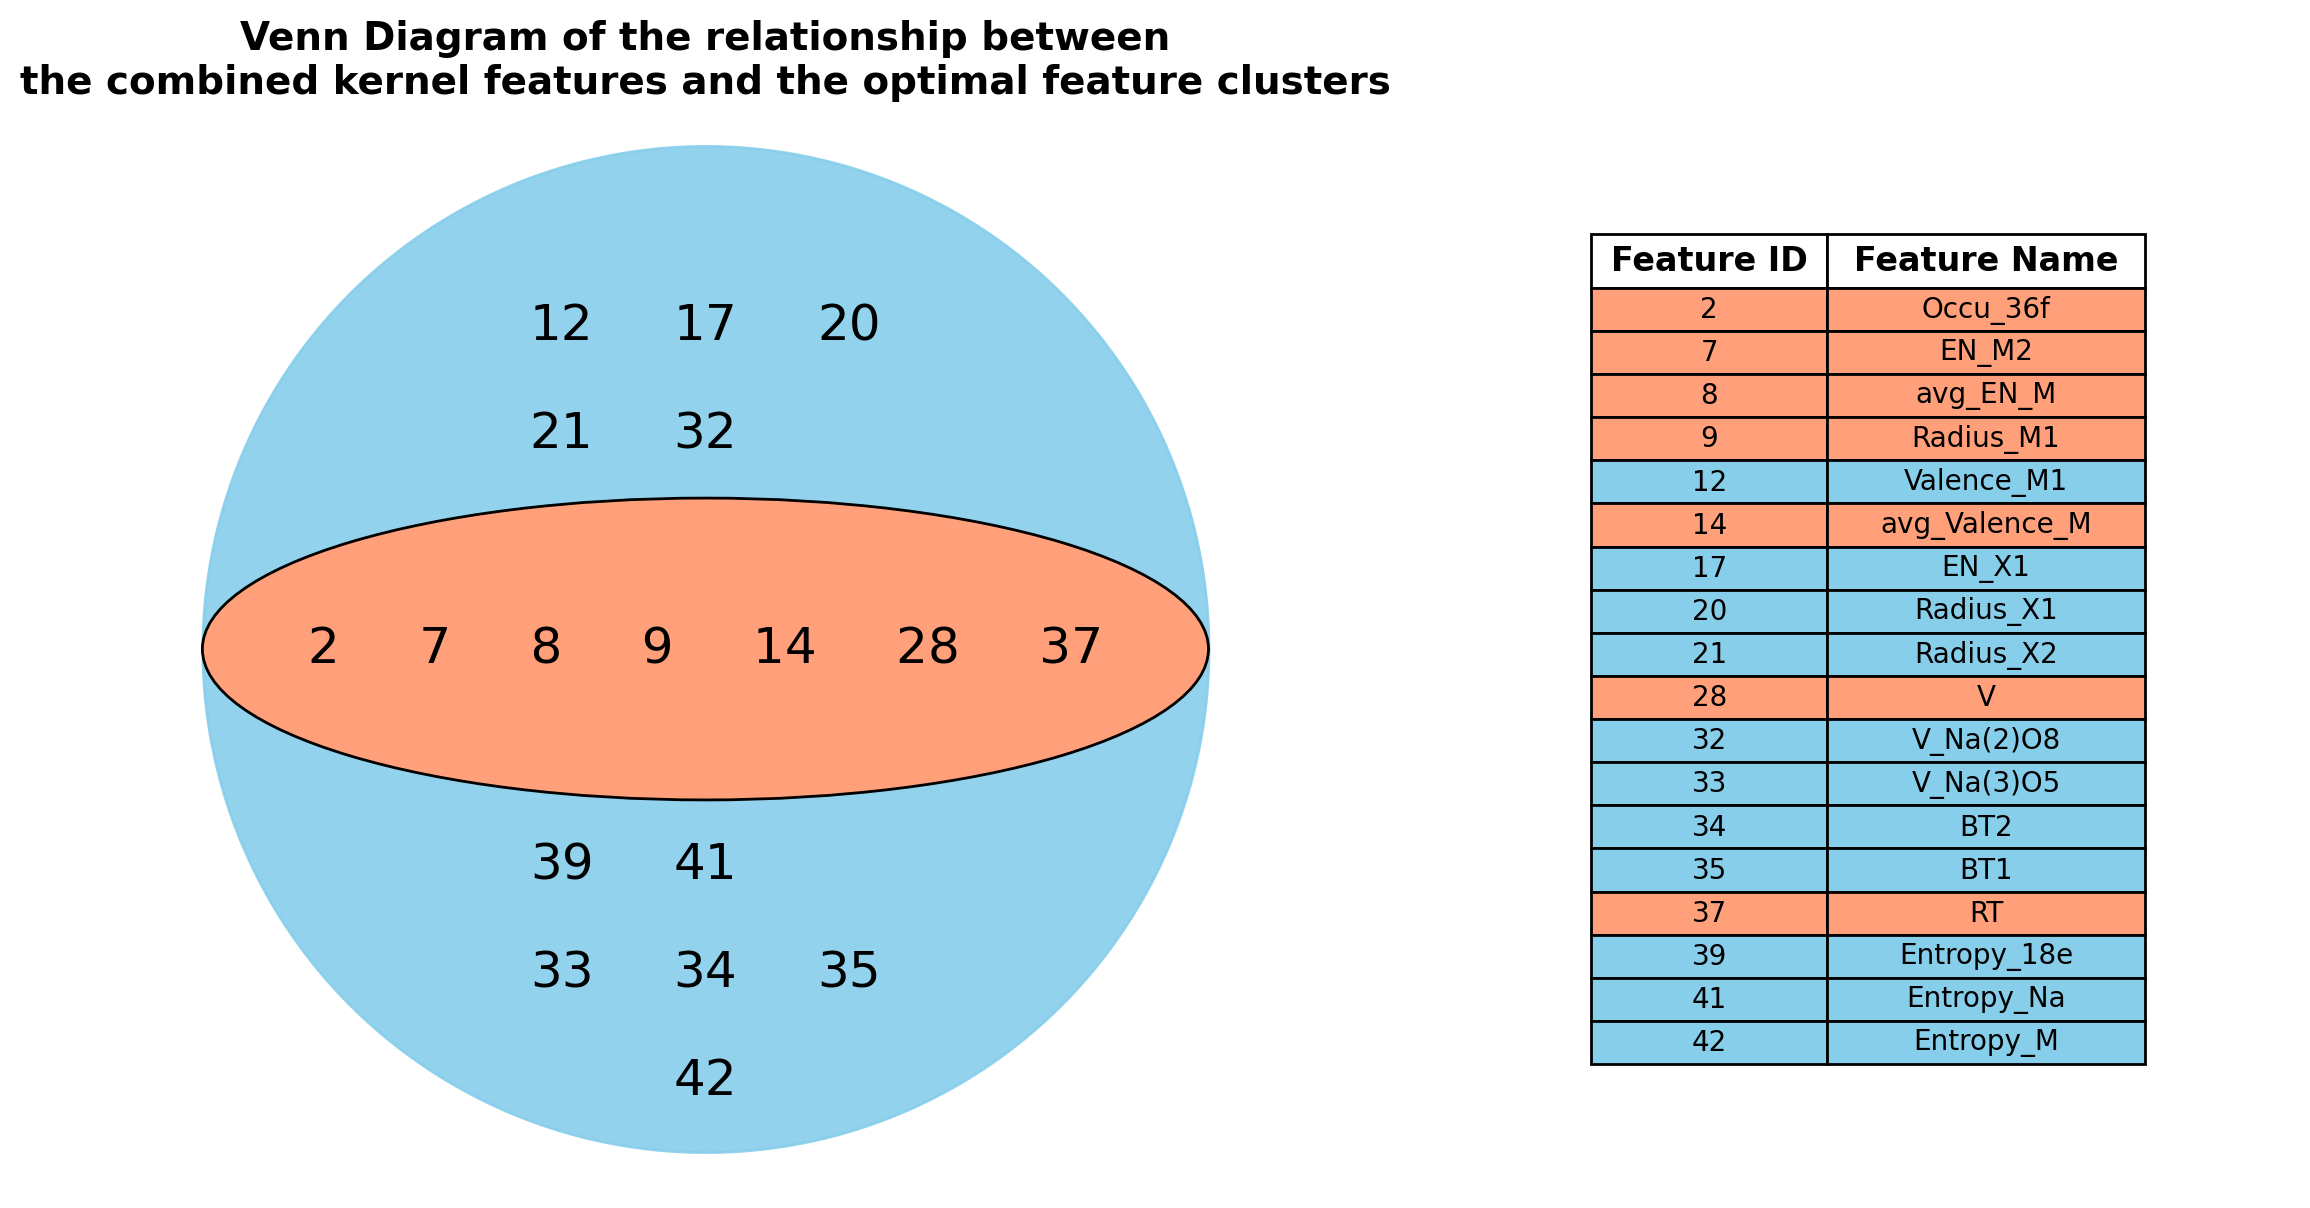 Venn Diagram of the relationship between
the combined kernel features and the optimal feature clusters
12 17 20
21 32
2 7 8 9 14 28 37
39 41
33 34 35
42
Feature ID Feature Name
2 Occu_36f
7 EN_M2
8 avg_EN_M
9 Radius_M1
12 Valence_M1
14 avg_Valence_M
17 EN_X1
20 Radius_X1
21 Radius_X2
28 V
32 V_Na(2)O8
33 V_Na(3)O5
34 BT2
35 BT1
37 RT
39 Entropy_18e
41 Entropy_Na
42 Entropy_M